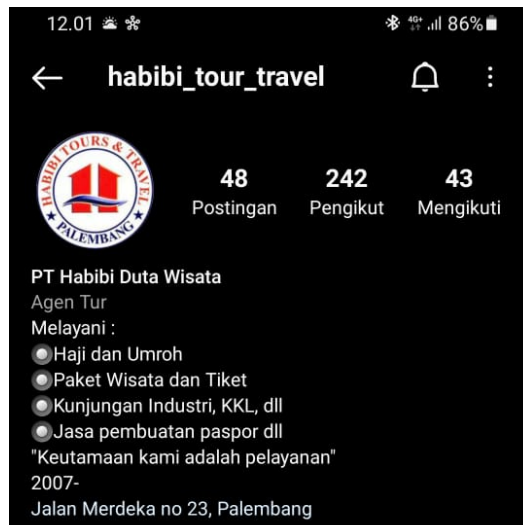 12.01 4G+ 86%
habibi_tour_travel
HABIBI TOURS & TRAVEL
PALEMBANG
48 242 43
Postingan Pengikut Mengikuti
PT Habibi Duta Wisata
Agen Tur
Melayani :
Haji dan Umroh
Paket Wisata dan Tiket
Kunjungan Industri, KKL, dll
Jasa pembuatan paspor dll
"Keutamaan kami adalah pelayanan"
2007-
Jalan Merdeka no 23, Palembang